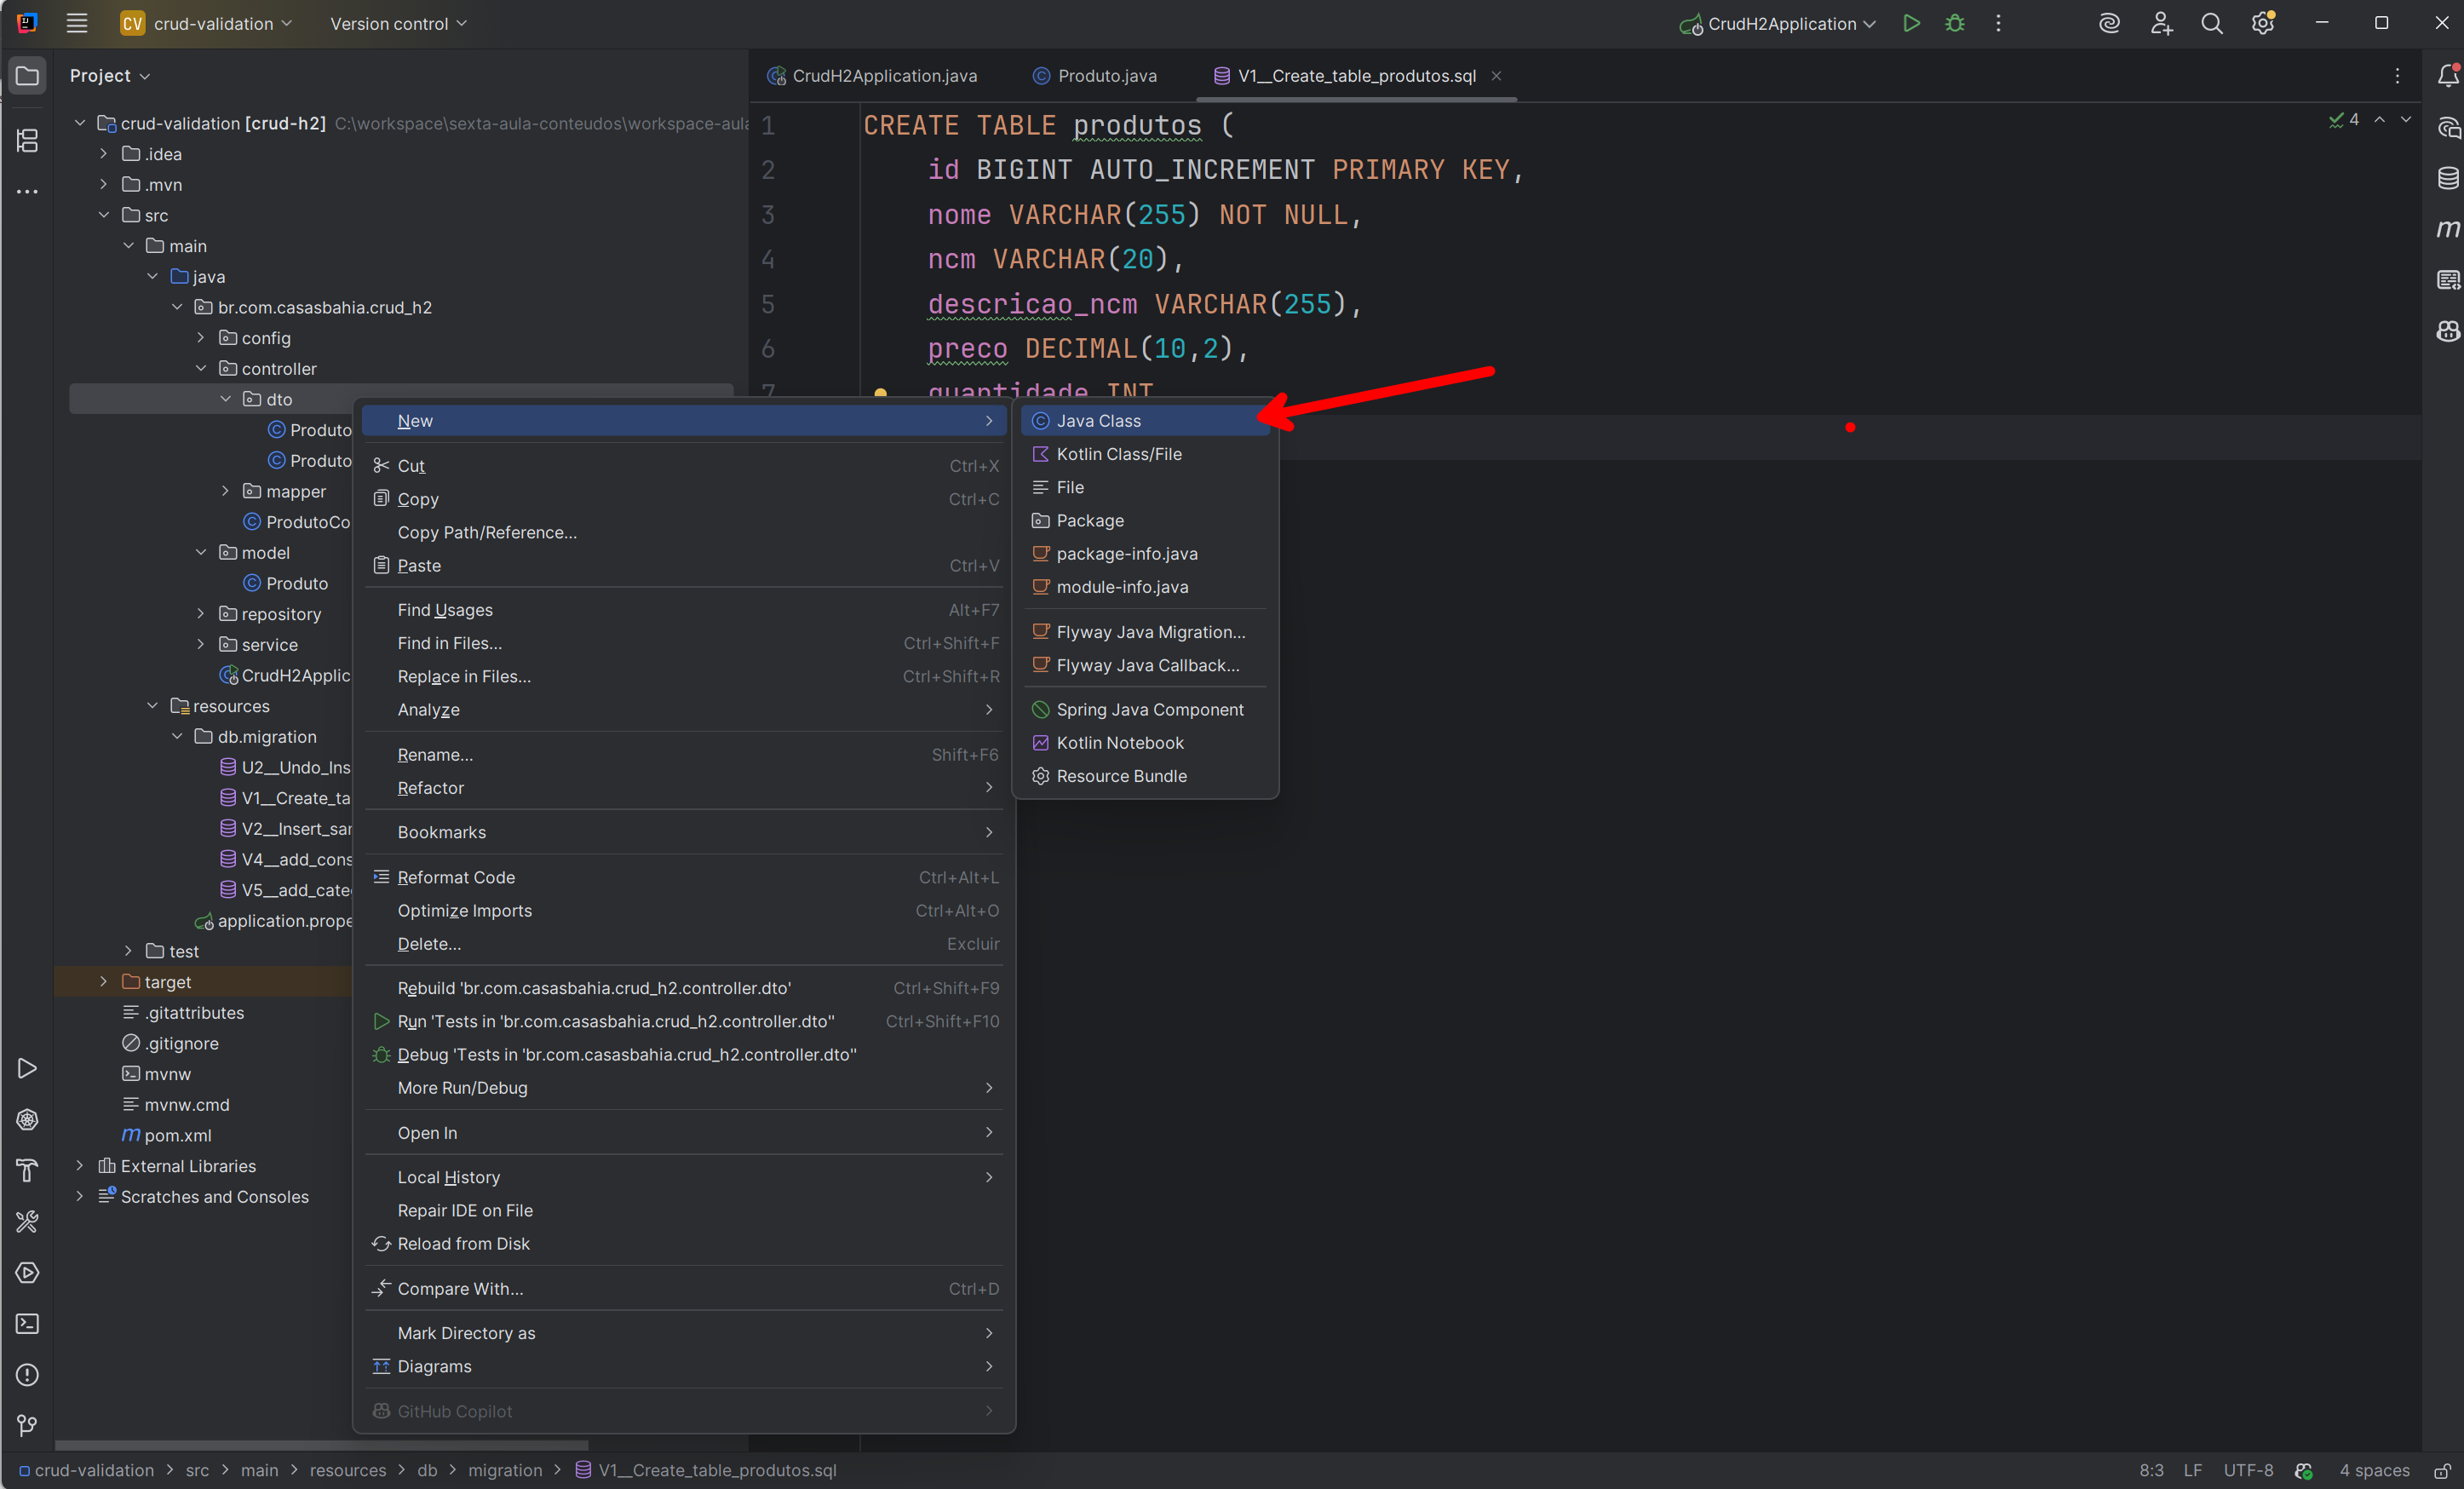 CV crud-validation Version control CrudH2Application
Project
CrudH2Application.java Produto.java V1__Create_table_produtos.sql
crud-validation [crud-h2] C:\workspace\sexta-aula-conteudos\workspace-aula
.idea
.mvn
src
main
java
br.com.casasbahia.crud_h2
config
controller
dto
Produto
Produto
mapper
ProdutoCo
model
Produto
repository
service
CrudH2Applic
resources
db.migration
U2__Undo_Ins
V1__Create_ta
V2__Insert_sar
V4__add_cons
V5__add_cate
application.prope
test
target
.gitattributes
.gitignore
mvnw
mvnw.cmd
pom.xml
External Libraries
Scratches and Consoles
4
1 CREATE TABLE produtos (
2 id BIGINT AUTO_INCREMENT PRIMARY KEY,
3 nome VARCHAR(255) NOT NULL,
4 ncm VARCHAR(20),
5 descricao_ncm VARCHAR(255),
6 preco DECIMAL(10,2),
7 quantidade INT
New
Cut Ctrl+X
Copy Ctrl+C
Copy Path/Reference...
Paste Ctrl+V
Find Usages Alt+F7
Find in Files... Ctrl+Shift+F
Replace in Files... Ctrl+Shift+R
Analyze
Rename... Shift+F6
Refactor
Bookmarks
Reformat Code Ctrl+Alt+L
Optimize Imports Ctrl+Alt+O
Delete... Excluir
Rebuild 'br.com.casasbahia.crud_h2.controller.dto' Ctrl+Shift+F9
Run 'Tests in 'br.com.casasbahia.crud_h2.controller.dto'' Ctrl+Shift+F10
Debug 'Tests in 'br.com.casasbahia.crud_h2.controller.dto''
More Run/Debug
Open In
Local History
Repair IDE on File
Reload from Disk
Compare With... Ctrl+D
Mark Directory as
Diagrams
GitHub Copilot
Java Class
Kotlin Class/File
File
Package
package-info.java
module-info.java
Flyway Java Migration...
Flyway Java Callback...
Spring Java Component
Kotlin Notebook
Resource Bundle
crud-validation > src > main > resources > db > migration > V1__Create_table_produtos.sql
8:3 LF UTF-8 4 spaces